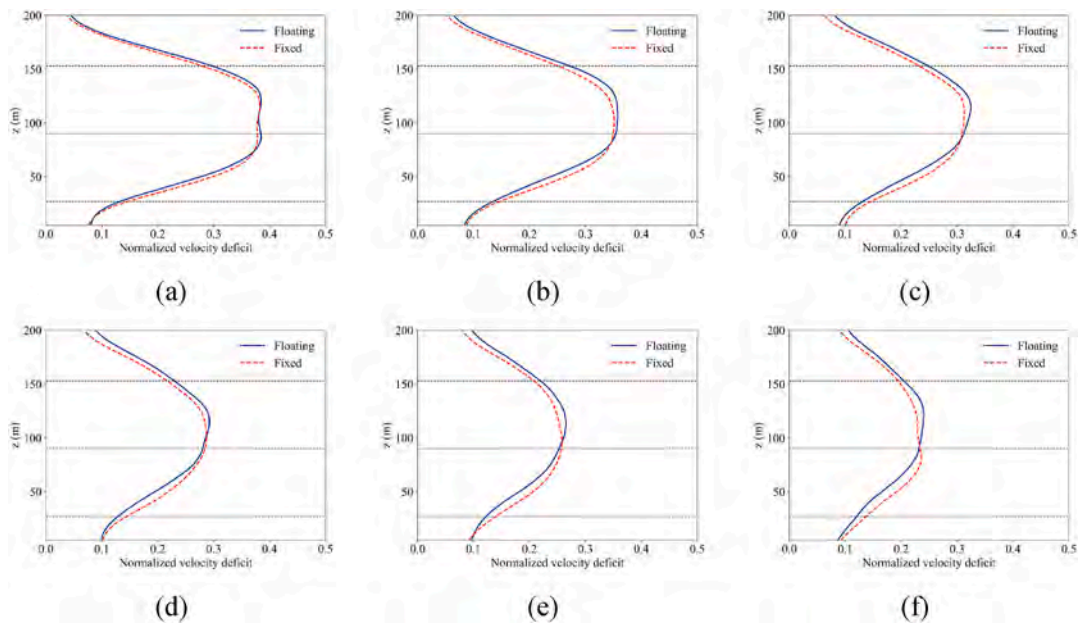 200
150
100
50
z (m)
Floating
Fixed
0.0 0.1 0.2 0.3 0.4 0.5
Normalized velocity deficit
(a)
200
150
100
50
z (m)
Floating
Fixed
0.0 0.1 0.2 0.3 0.4 0.5
Normalized velocity deficit
(b)
200
150
100
50
z (m)
Floating
Fixed
0.0 0.1 0.2 0.3 0.4 0.5
Normalized velocity deficit
(c)
200
150
100
50
z (m)
Floating
Fixed
0.0 0.1 0.2 0.3 0.4 0.5
Normalized velocity deficit
(d)
200
150
100
50
z (m)
Floating
Fixed
0.0 0.1 0.2 0.3 0.4 0.5
Normalized velocity deficit
(e)
200
150
100
50
z (m)
Floating
Fixed
0.0 0.1 0.2 0.3 0.4 0.5
Normalized velocity deficit
(f)